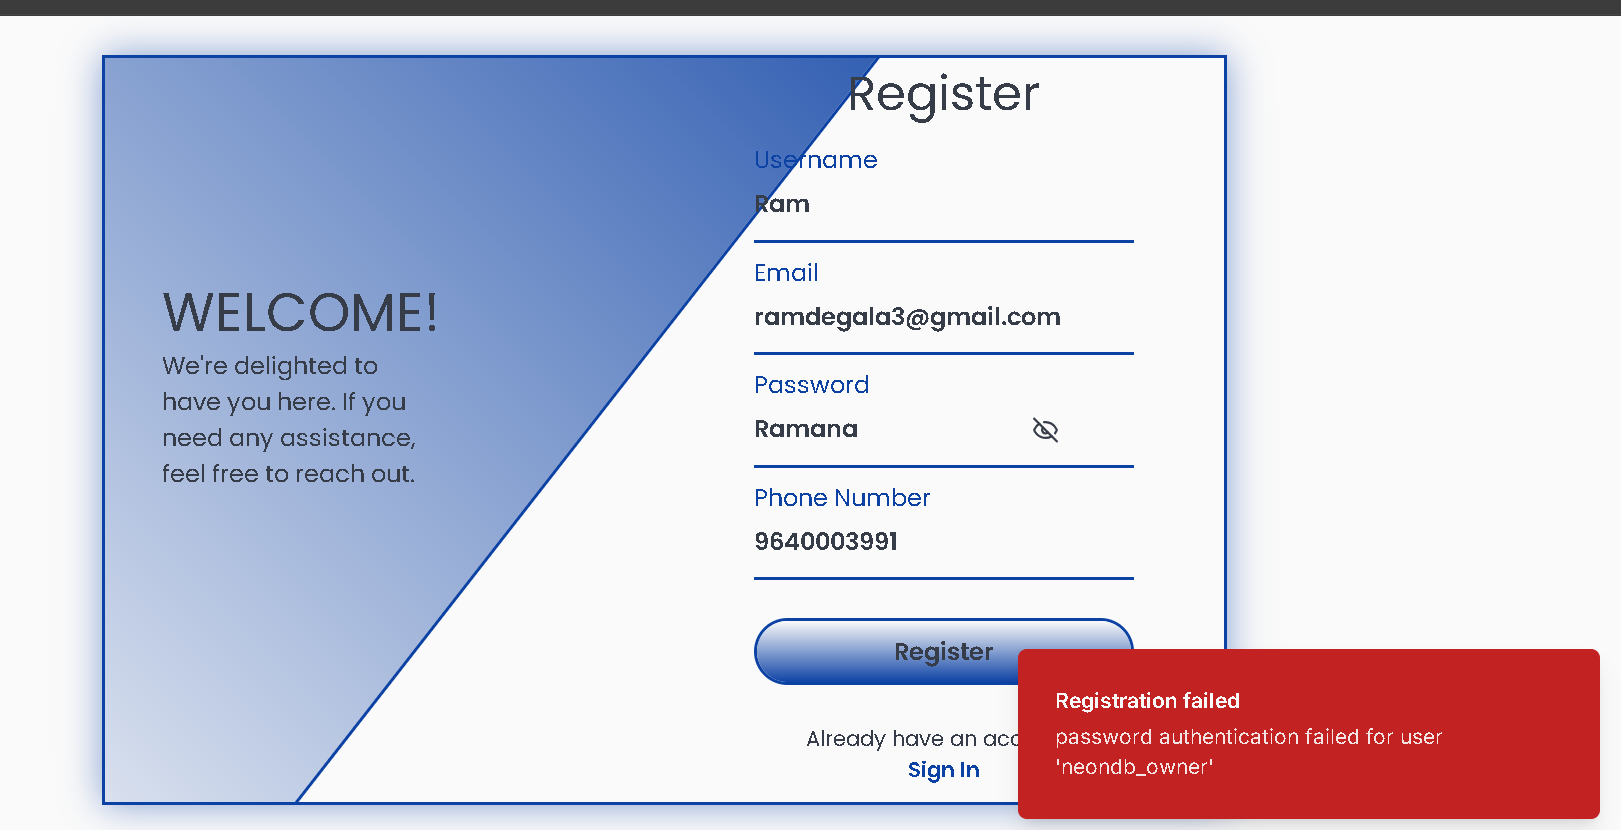 Register
Username
Ram
Email
ramdegala3@gmail.com
Password
Ramana
Phone Number
9640003991
Register
Already have an acc
Sign In
WELCOME!
We're delighted to
have you here. If you
need any assistance,
feel free to reach out.
Registration failed
password authentication failed for user
'neondb_owner'